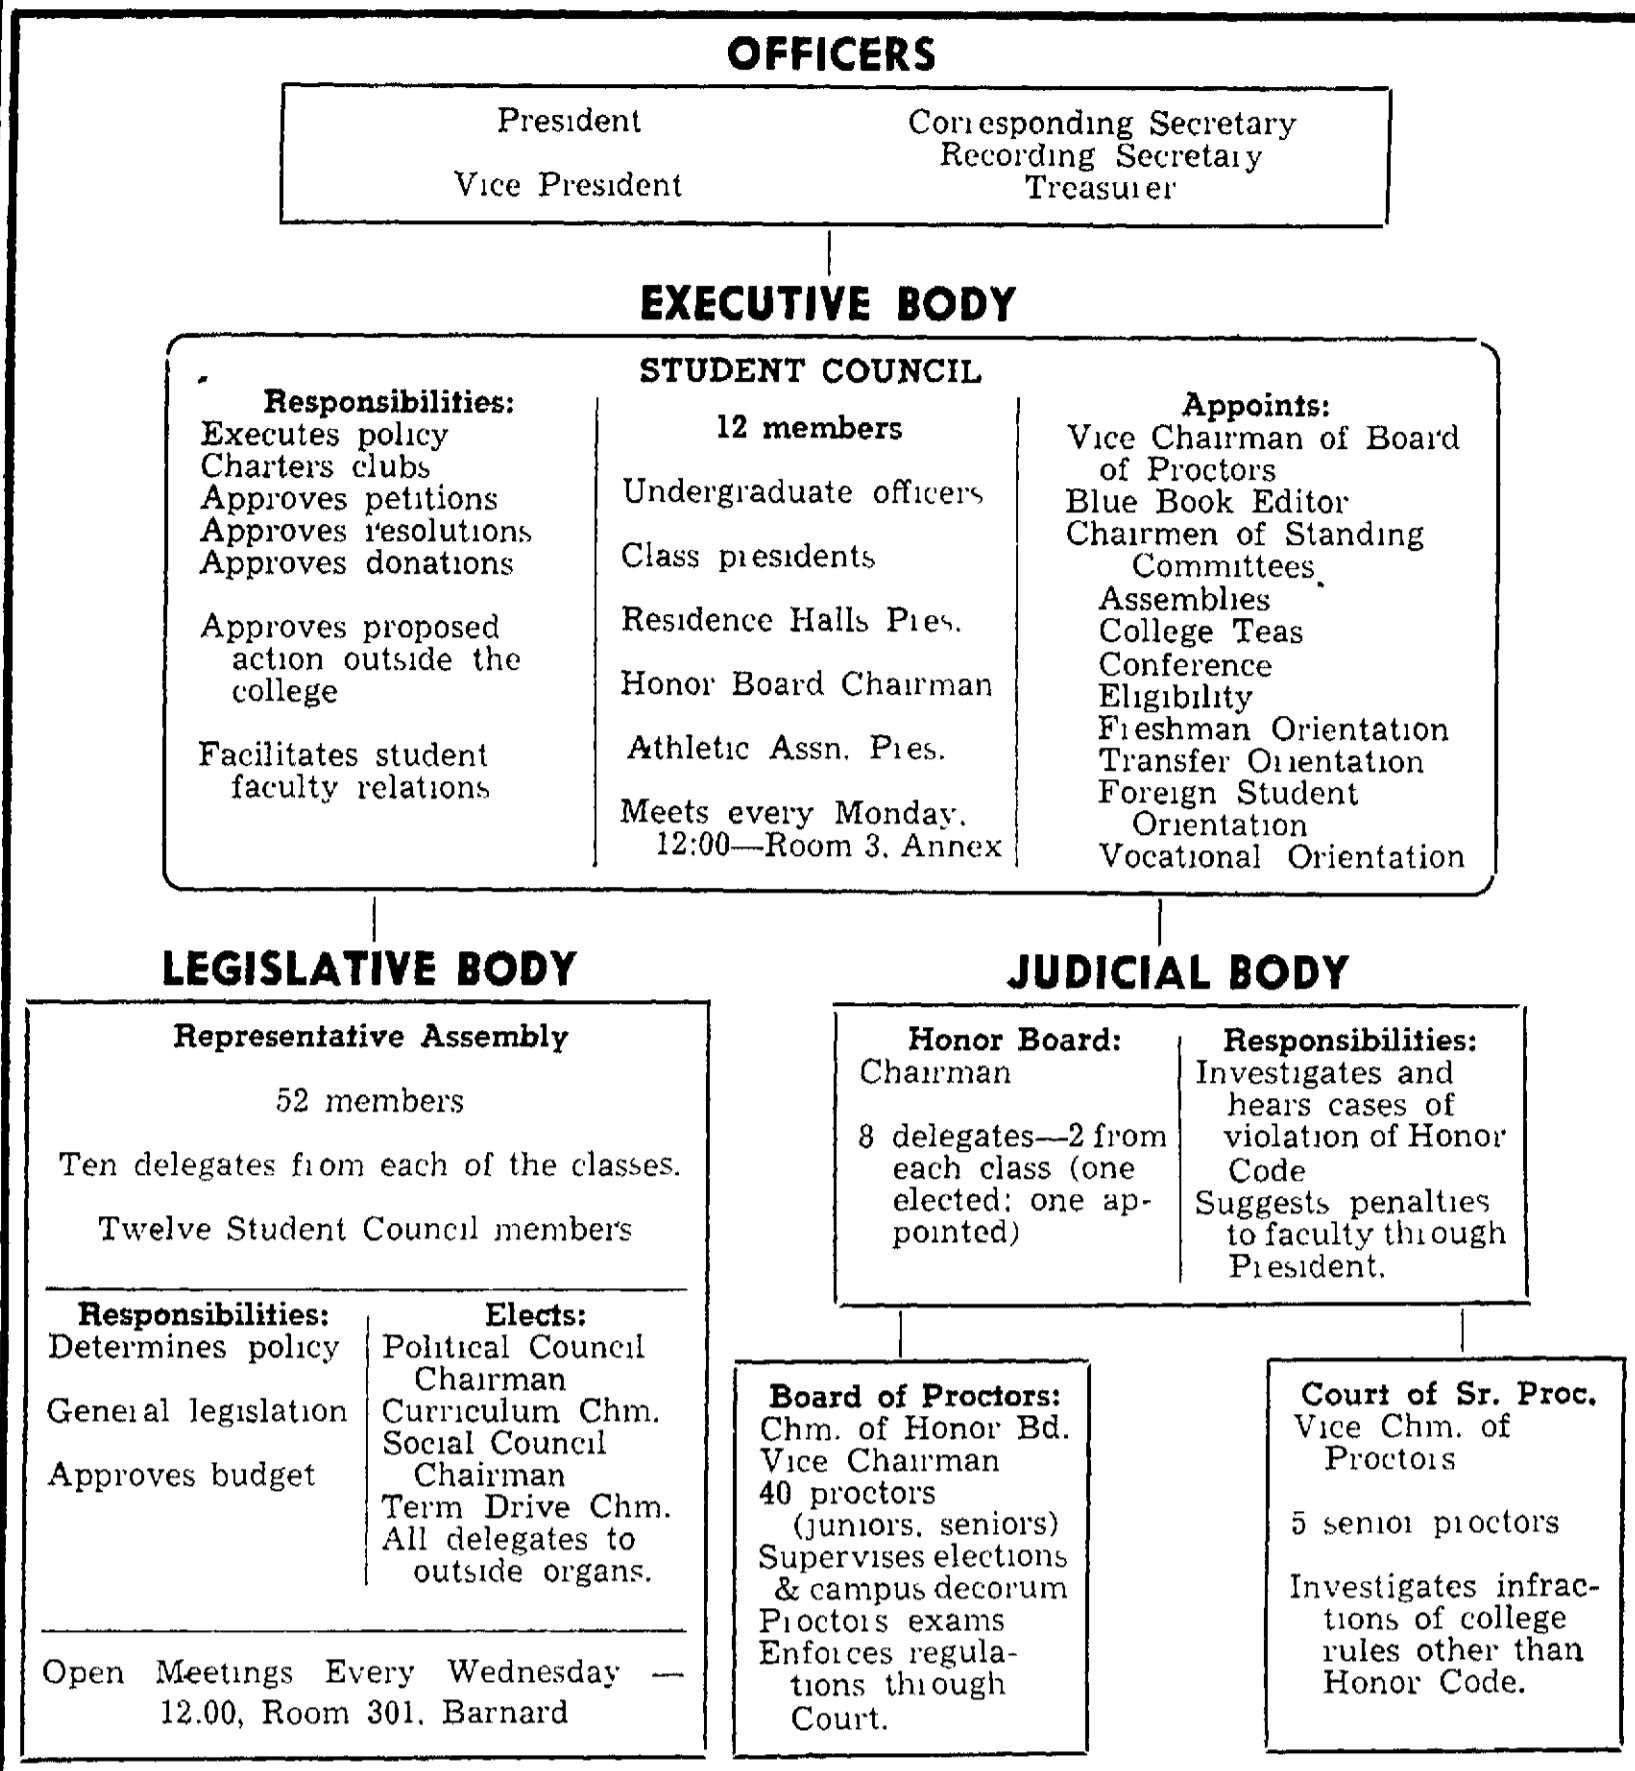 OFFICERS
President
Vice President
Corresponding Secretary
Recording Secretary
Treasurer
EXECUTIVE BODY
STUDENT COUNCIL
Responsibilities:
Executes policy
Charters clubs
Approves petitions
Approves resolutions
Approves donations
Approves proposed
action outside the
college
Facilitates student
faculty relations
12 members
Undergraduate officers
Class presidents
Residence Halls Pres.
Honor Board Chairman
Athletic Assn. Pres.
Meets every Monday.
12:00—Room 3. Annex
Appoints:
Vice Chairman of Board
of Proctors
Blue Book Editor
Chairmen of Standing
Committees
Assemblies
College Teas
Conference
Eligibility
Freshman Orientation
Transfer Orientation
Foreign Student
Orientation
Vocational Orientation
LEGISLATIVE BODY
Representative Assembly
52 members
Ten delegates from each of the classes.
Twelve Student Council members
Responsibilities:
Determines policy
General legislation
Approves budget
Elects:
Political Council
Chairman
Curriculum Chm.
Social Council
Chairman
Term Drive Chm.
All delegates to
outside organs.
Open Meetings Every Wednesday —
12.00, Room 301. Barnard
JUDICIAL BODY
Honor Board:
Chairman
8 delegates—2 from
each class (one
elected; one ap-
pointed)
Responsibilities:
Investigates and
hears cases of
violation of Honor
Code
Suggests penalties
to faculty through
President.
Board of Proctors:
Chm. of Honor Bd.
Vice Chairman
40 proctors
(juniors, seniors)
Supervises elections
& campus decorum
Proctors exams
Enforces regula-
tions through
Court.
Court of Sr. Proc.
Vice Chm. of
Proctors
5 senior proctors
Investigates infrac-
tions of college
rules other than
Honor Code.